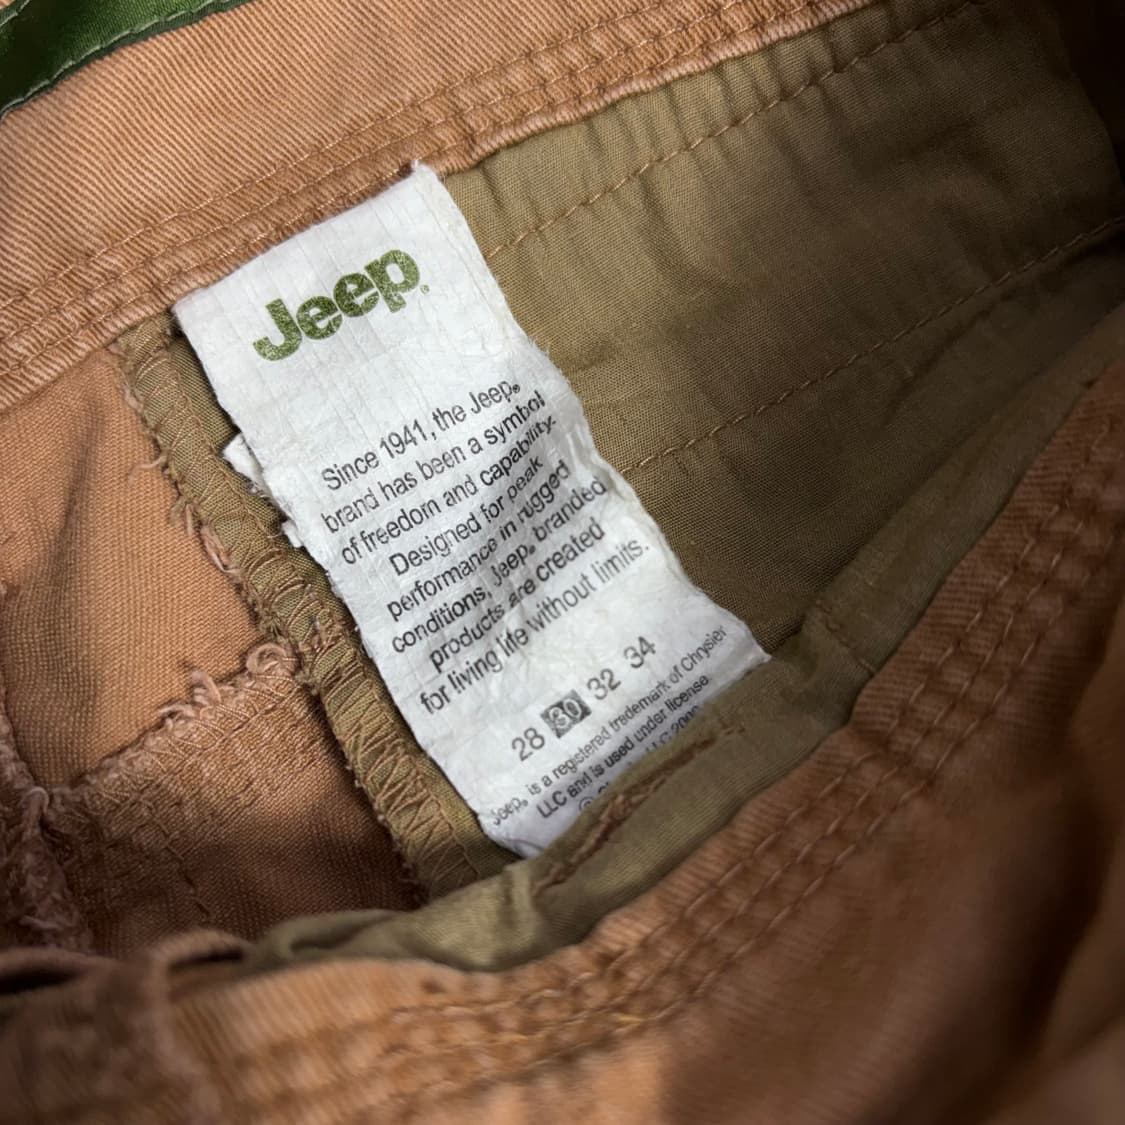 Jeep®
Since 1941, the Jeep®
brand has been a symbol
of freedom and capability.
Designed for peak
performance in rugged
conditions, Jeep® branded
products are created
for living life without limits.
28 30 32 34
Jeep® is a registered trademark of Chrysler
LLC and is used under license.
© LLC